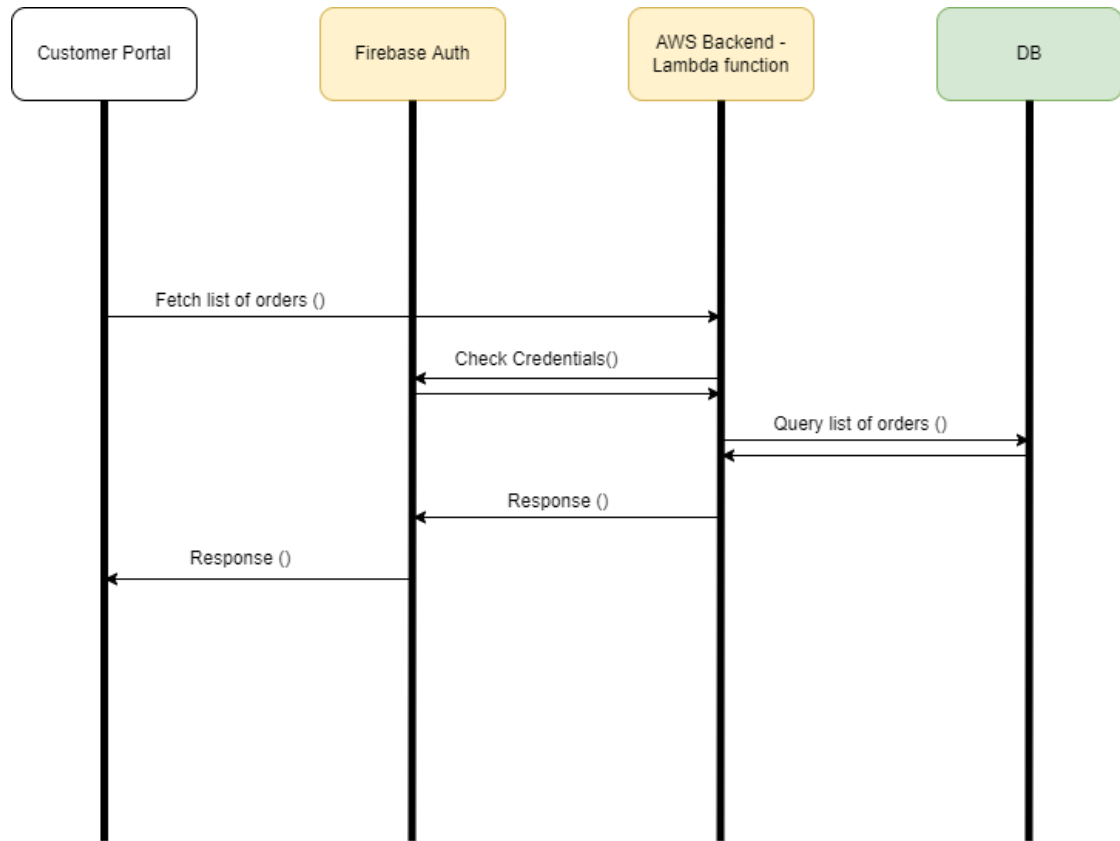 Customer Portal
Firebase Auth
AWS Backend -
Lambda function
DB
Fetch list of orders ()
Check Credentials()
Query list of orders ()
Response ()
Response ()